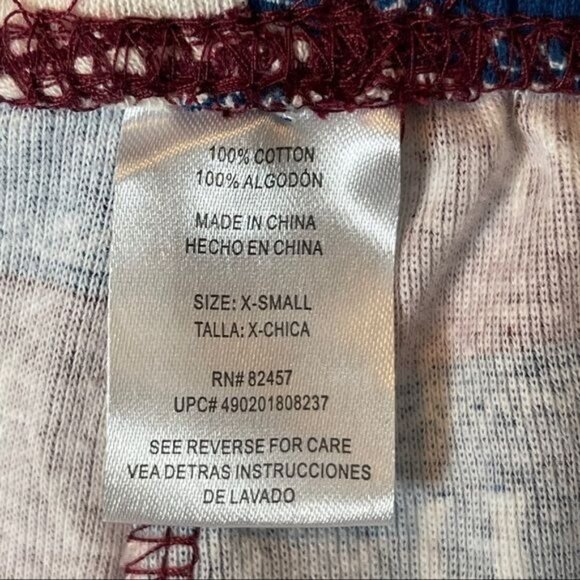 100% COTTON
100% ALGODÓN
MADE IN CHINA
HECHO EN CHINA
SIZE: X-SMALL
TALLA: X-CHICA
RN# 82457
UPC# 490201808237
SEE REVERSE FOR CARE
VEA DETRAS INSTRUCCIONES
DE LAVADO